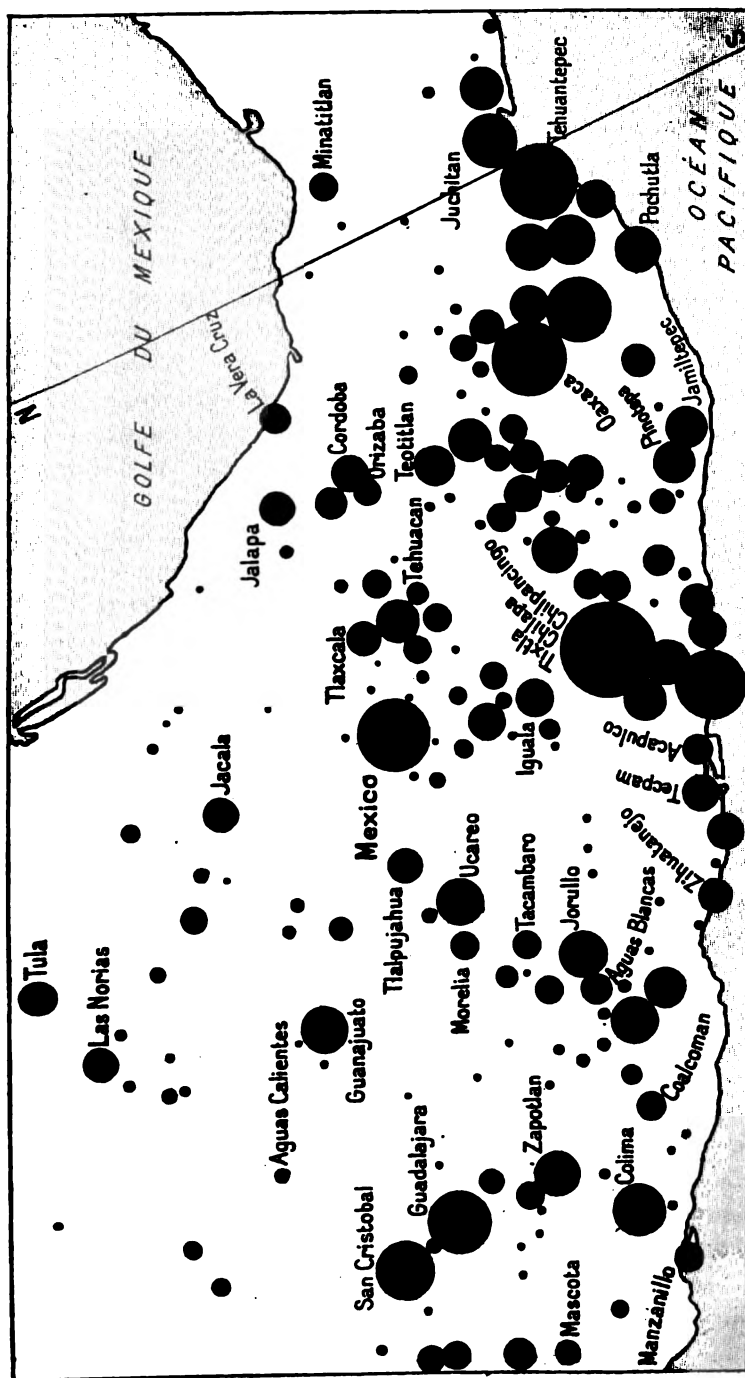 GOLFE DU MEXIQUE
N
S
OCÉAN
PACIFIQUE
Tula
Las Norias
Jacala
Aguas Calientes
Guanajuato
San Cristobal
Guadalajara
Zapotlan
Mascota
Colima
Manzanillo
Coalcoman
Aguas Blancas
Jorullo
Tacambaro
Morelia
Ucareo
Tlalpujahua
Mexico
Tlaxcala
Tehuacan
Jalapa
La Vera Cruz
Cordoba
Orizaba
Teotitlan
Minatitlan
Juchitan
Tehuantepec
Pochutla
Oaxaca
Pinotepa
Jamiltepec
Chilpancingo
Chilapa
Tixtla
Iguala
Acapulco
Tecpam
Zihuatanejo